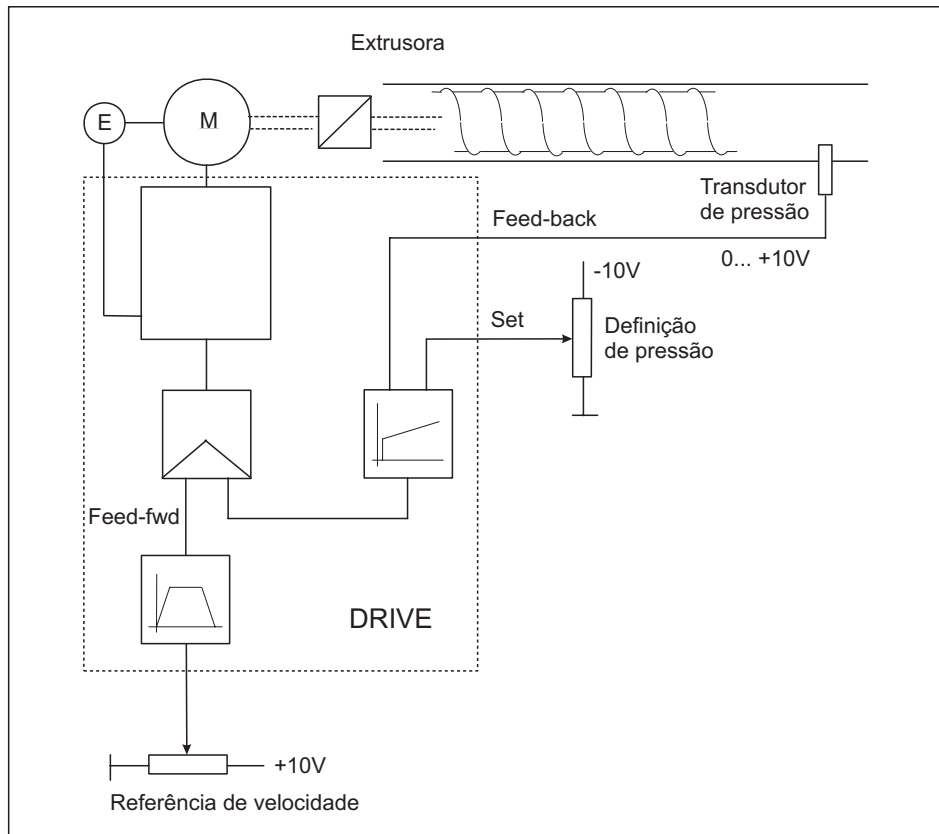 Extrusora
E
M
Transdutor
de pressão
Feed-back
0... +10V
-10V
Set
Definição
de pressão
Feed-fwd
DRIVE
+10V
Referência de velocidade